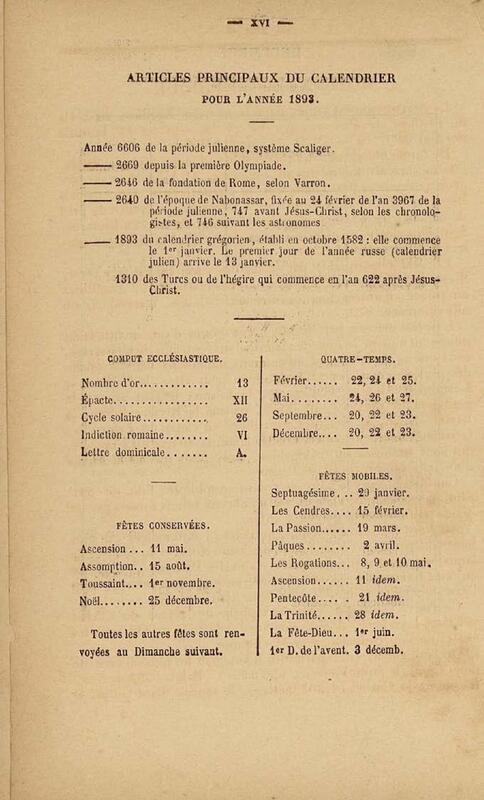 — XVI —
ARTICLES PRINCIPAUX DU CALENDRIER
POUR L'ANNÉE 1893.
Année 6606 de la période julienne, système Scaliger.
—— 2669 depuis la première Olympiade.
—— 2646 de la fondation de Rome, selon Varron.
—— 2640 de l'époque de Nabonassar, fixée au 24 février de l'an 3967 de la
période julienne, 747 avant Jésus-Christ, selon les chronolo-
gistes, et 746 suivant les astronomes
—— 1893 du calendrier grégorien, établi en octobre 1582 : elle commence
le 1er janvier. Le premier jour de l'année russe (calendrier
julien) arrive le 13 janvier.
1310 des Turcs ou de l'hégire qui commence en l'an 622 après Jésus-
Christ.
COMPUT ECCLÉSIASTIQUE.
Nombre d'or............ 13
Épacte................. XII
Cycle solaire............ 26
Indiction romaine........ VI
Lettre dominicale....... A.
FÊTES CONSERVÉES.
Ascension... 11 mai.
Assomption.. 15 août.
Toussaint.... 1er novembre.
Noël........ 25 décembre.
Toutes les autres fêtes sont ren-
voyées au Dimanche suivant.
QUATRE-TEMPS.
Février...... 22, 24 et 25.
Mai......... 24, 26 et 27.
Septembre... 20, 22 et 23.
Décembre.... 20, 22 et 23.
FÊTES MOBILES.
Septuagésime... 29 janvier.
Les Cendres.... 15 février.
La Passion...... 19 mars.
Pâques........ 2 avril.
Les Rogations... 8, 9 et 10 mai.
Ascension...... 11 idem.
Pentecôte..... 21 idem.
La Trinité...... 28 idem.
La Fête-Dieu... 1er juin.
1er D. de l'avent. 3 décemb.